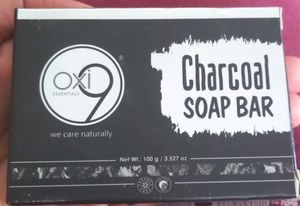 oxi
9
®
ESSENTIALS
we care naturally
Charcoal
SOAP BAR
Net Wt. : 100 g / 3.527 oz